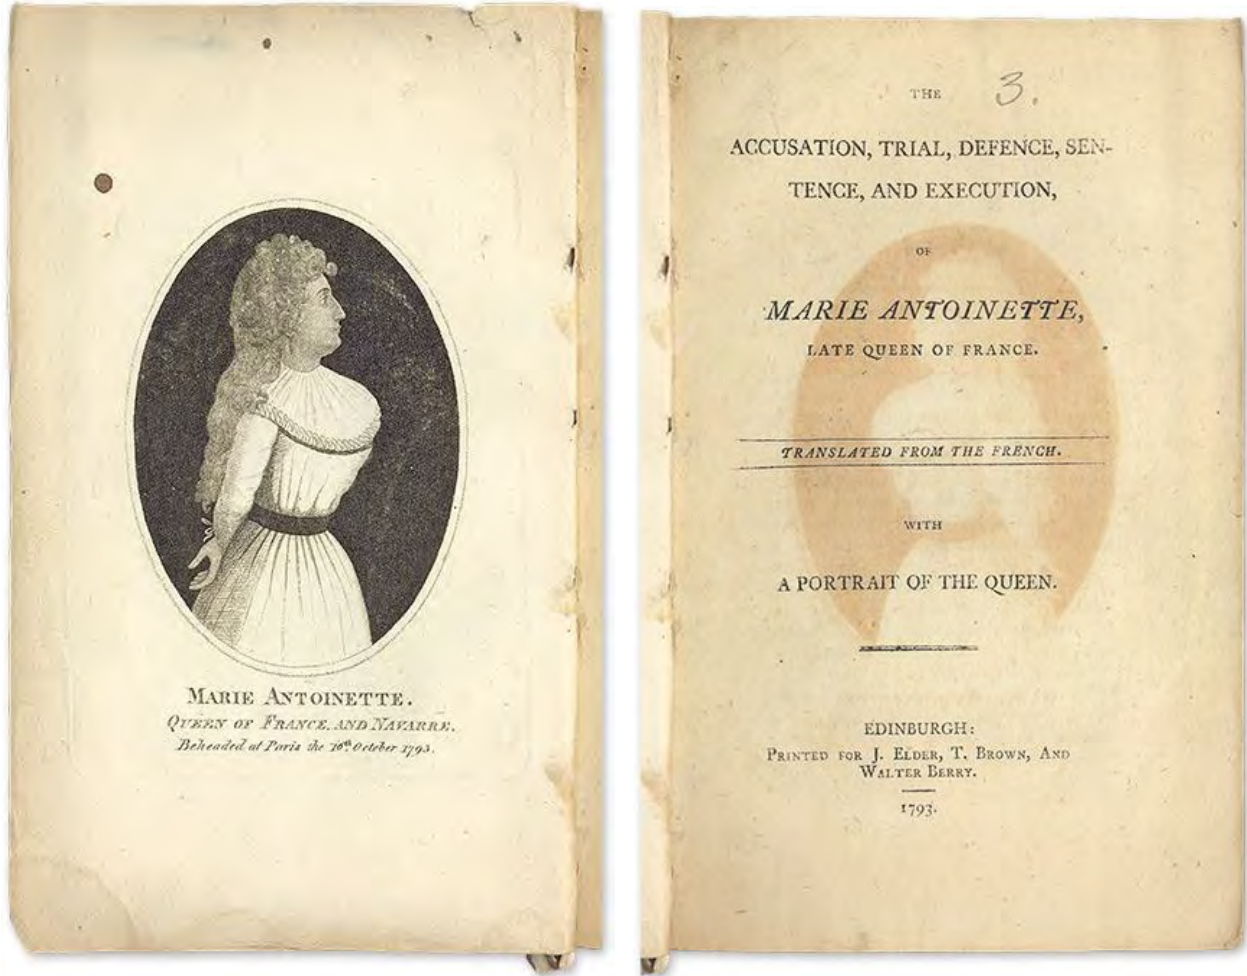 MARIE ANTOINETTE.
QUEEN OF FRANCE, AND NAVARRE.
Beheaded at Paris the 16th October 1793.
THE 3.
ACCUSATION, TRIAL, DEFENCE, SEN-
TENCE, AND EXECUTION,
OF
MARIE ANTOINETTE,
LATE QUEEN OF FRANCE.
TRANSLATED FROM THE FRENCH.
WITH
A PORTRAIT OF THE QUEEN.
EDINBURGH:
PRINTED FOR J. ELDER, T. BROWN, AND
WALTER BERRY.
1793.